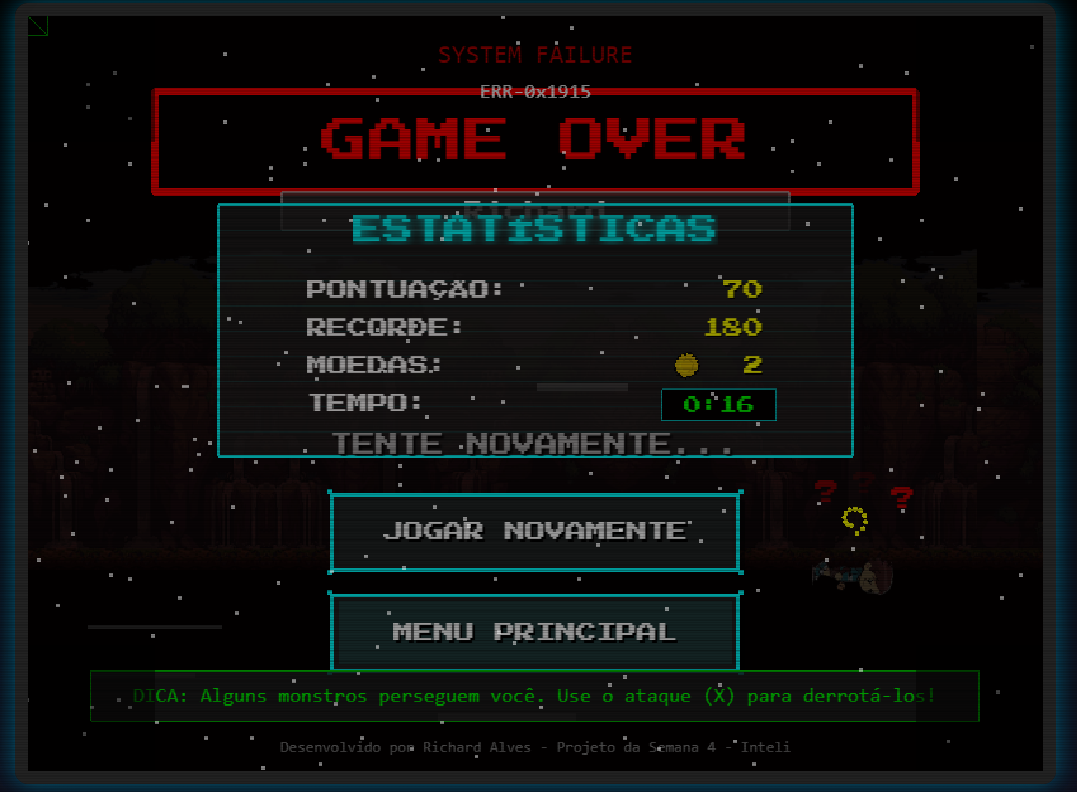 SYSTEM FAILURE
ERR-0x1915
GAME OVER
Richard
ESTATíSTICAS
PONTUAÇÃO: 70
RECORDE: 180
MOEDAS: 2
TEMPO: 0:16
TENTE NOVAMENTE...
? ? ?
JOGAR NOVAMENTE
MENU PRINCIPAL
DICA: Alguns monstros perseguem você. Use o ataque (X) para derrotá-los!
Desenvolvido por Richard Alves - Projeto da Semana 4 - Inteli